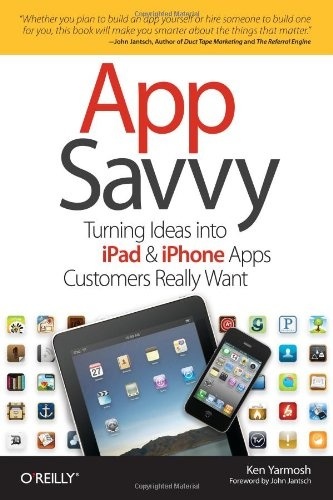 "Whether you plan to build an app yourself or hire someone to build one
for you, this book will make you smarter about the things that matter."
—John Jantsch, Author of Duct Tape Marketing and The Referral Engine
App
Savvy
Turning Ideas into
iPad & iPhone Apps
Customers Really Want
O'REILLY®
Ken Yarmosh
Foreword by John Jantsch